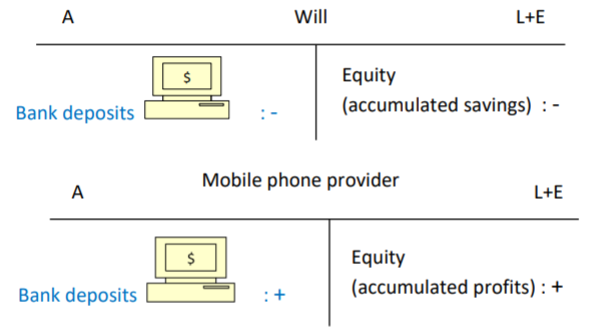 A Will L+E
$
Equity
Bank deposits : - (accumulated savings) : -
Mobile phone provider
A L+E
$
Equity
Bank deposits : + (accumulated profits) : +